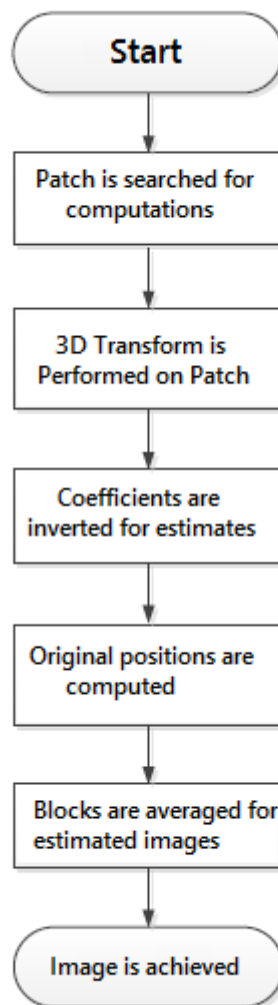 Start
Patch is searched for
computations
3D Transform is
Performed on Patch
Coefficients are
inverted for estimates
Original positions are
computed
Blocks are averaged for
estimated images
Image is achieved